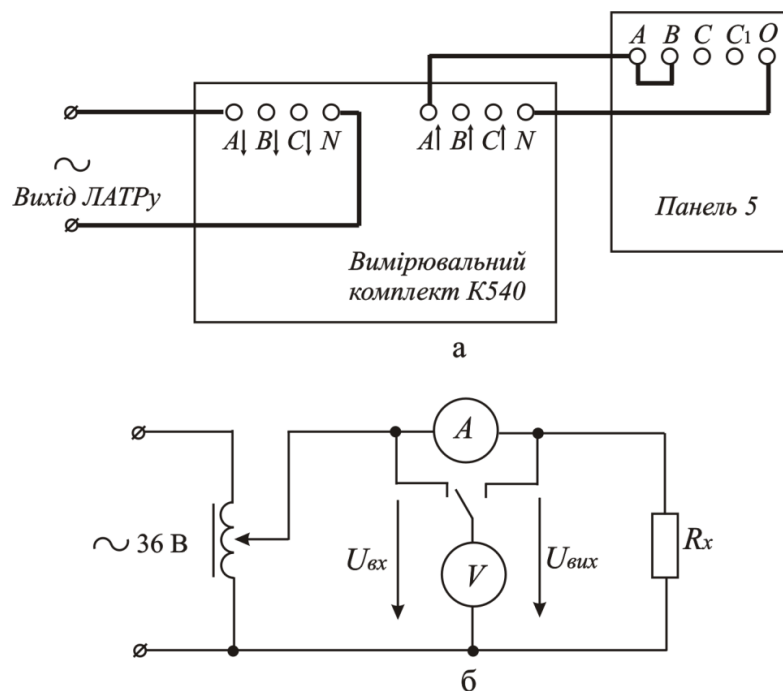 A B C C1 O
A↓ B↓ C↓ N
A↑ B↑ C↑ N
~
Вихід ЛАТРу
Панель 5
Вимірювальний
комплект К540
а
A
~ 36 В
Uвх
V
Uвих
Rx
б